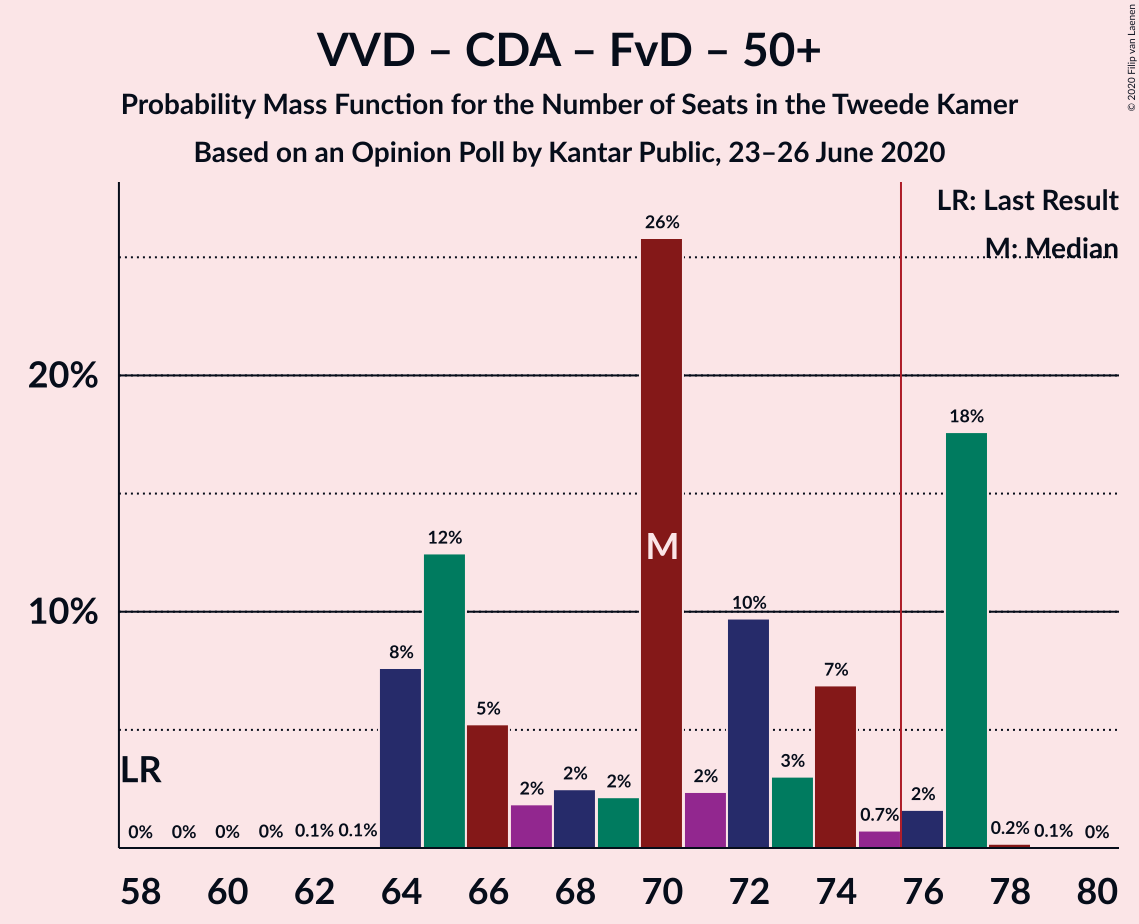 VVD – CDA – FvD – 50+
Probability Mass Function for the Number of Seats in the Tweede Kamer
Based on an Opinion Poll by Kantar Public, 23–26 June 2020
© 2020 Filip van Laenen
LR: Last Result
M: Median
20%
10%
LR
M
0% 0% 0% 0% 0.1% 0.1% 8% 12% 5% 2% 2% 2% 26% 2% 10% 3% 7% 0.7% 2% 18% 0.2% 0.1% 0%
58 60 62 64 66 68 70 72 74 76 78 80